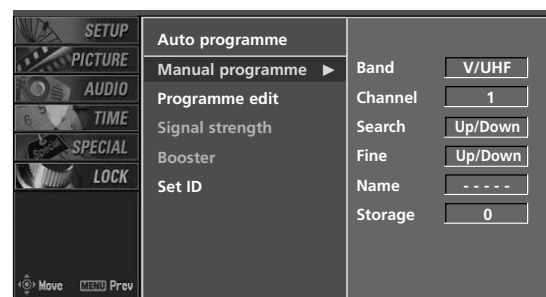 SETUP
PICTURE
AUDIO
TIME
SPECIAL
LOCK
Move MENU Prev
Auto programme
Manual programme ▶
Programme edit
Signal strength
Booster
Set ID
Band V/UHF
Channel 1
Search Up/Down
Fine Up/Down
Name - - - - -
Storage 0